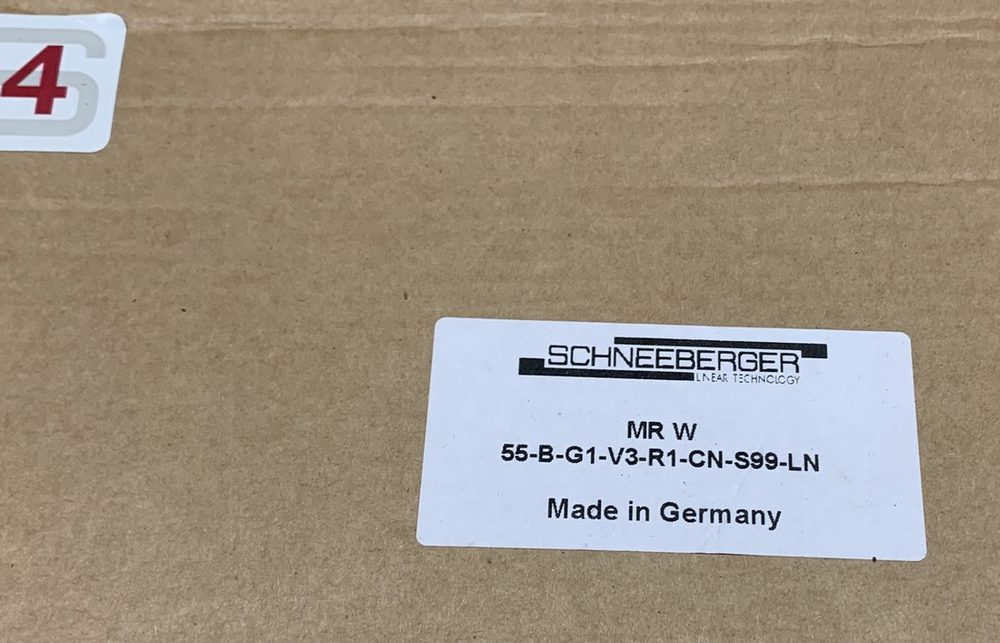 4
SCHNEEBERGER
LINEAR TECHNOLOGY
MR W
55-B-G1-V3-R1-CN-S99-LN
Made in Germany